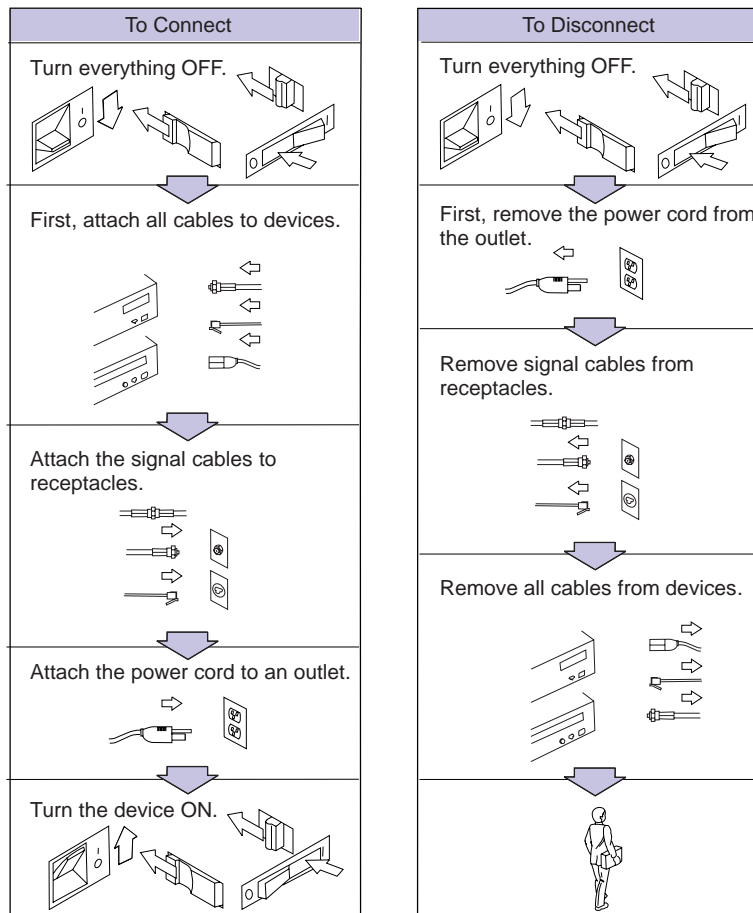 To Connect
Turn everything OFF.
First, attach all cables to devices.
Attach the signal cables to
receptacles.
Attach the power cord to an outlet.
Turn the device ON.
To Disconnect
Turn everything OFF.
First, remove the power cord from
the outlet.
Remove signal cables from
receptacles.
Remove all cables from devices.